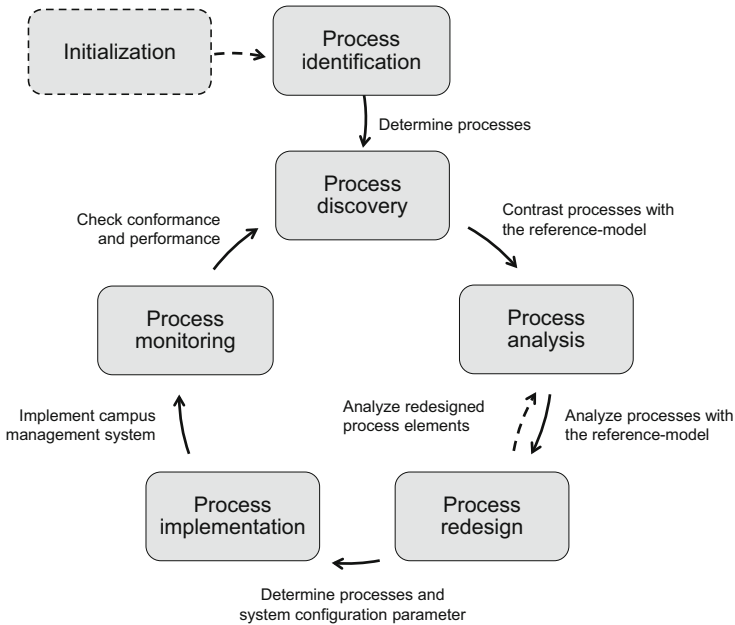 Initialization
Process
identification
Determine processes
Process
discovery
Check conformance
and performance
Contrast processes with
the reference-model
Process
monitoring
Process
analysis
Implement campus
management system
Analyze redesigned
process elements
Analyze processes with
the reference-model
Process
implementation
Process
redesign
Determine processes and
system configuration parameter